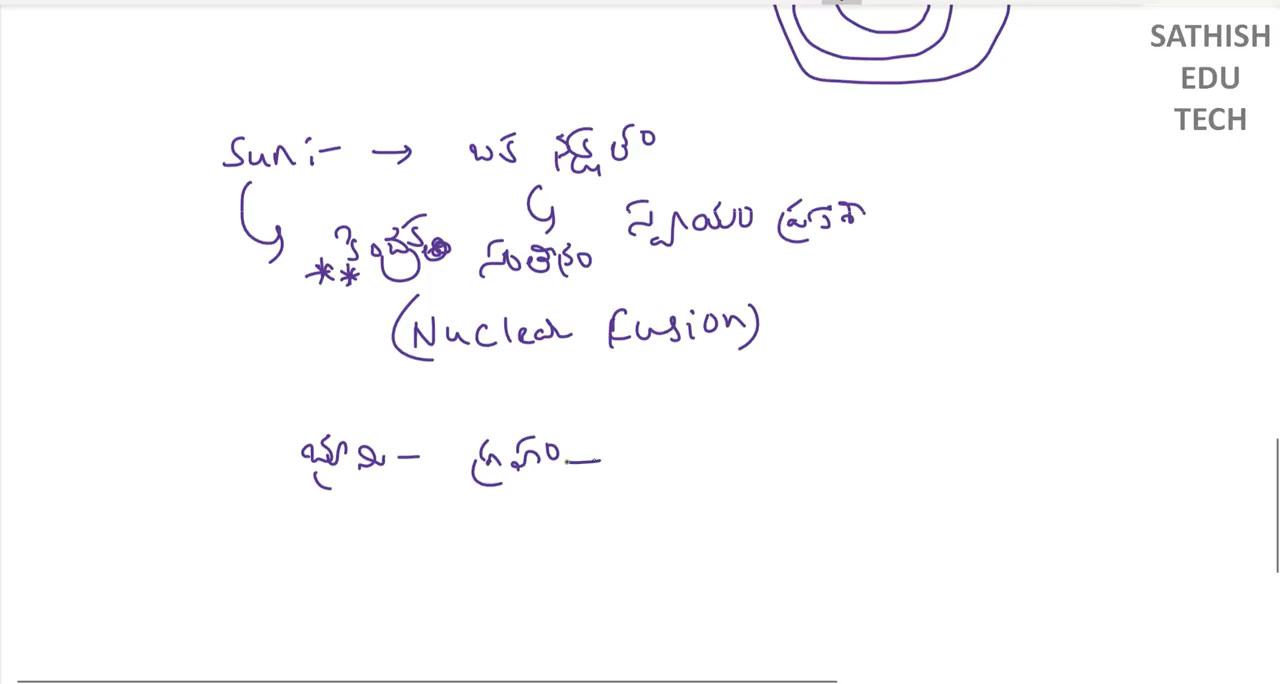 SATHISH
EDU
TECH
Sun :- → ఒక నక్షత్రం
స్వయం ప్రకాశ
** కేంద్రక సంలీనం
(Nuclear Fusion)
భూమి - గ్రహం